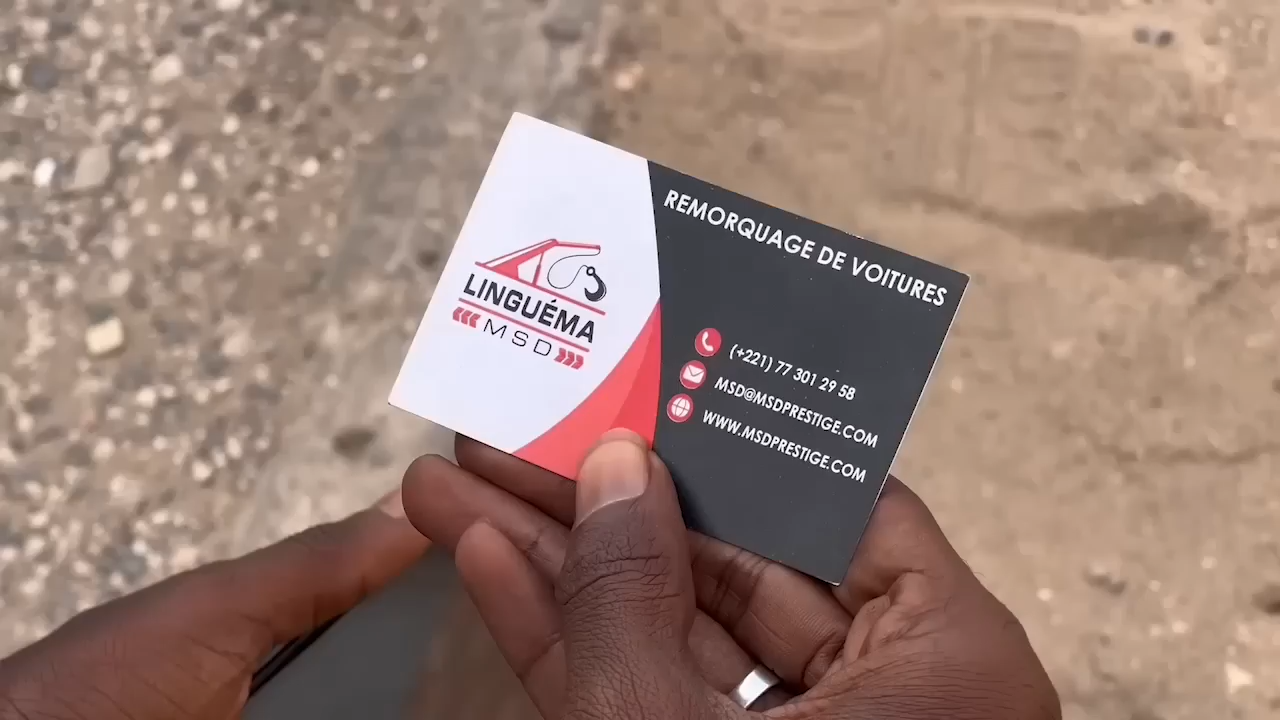 LINGUÉMA
MSD
REMORQUAGE DE VOITURES
(+221) 77 301 29 58
MSD@MSDPRESTIGE.COM
WWW.MSDPRESTIGE.COM